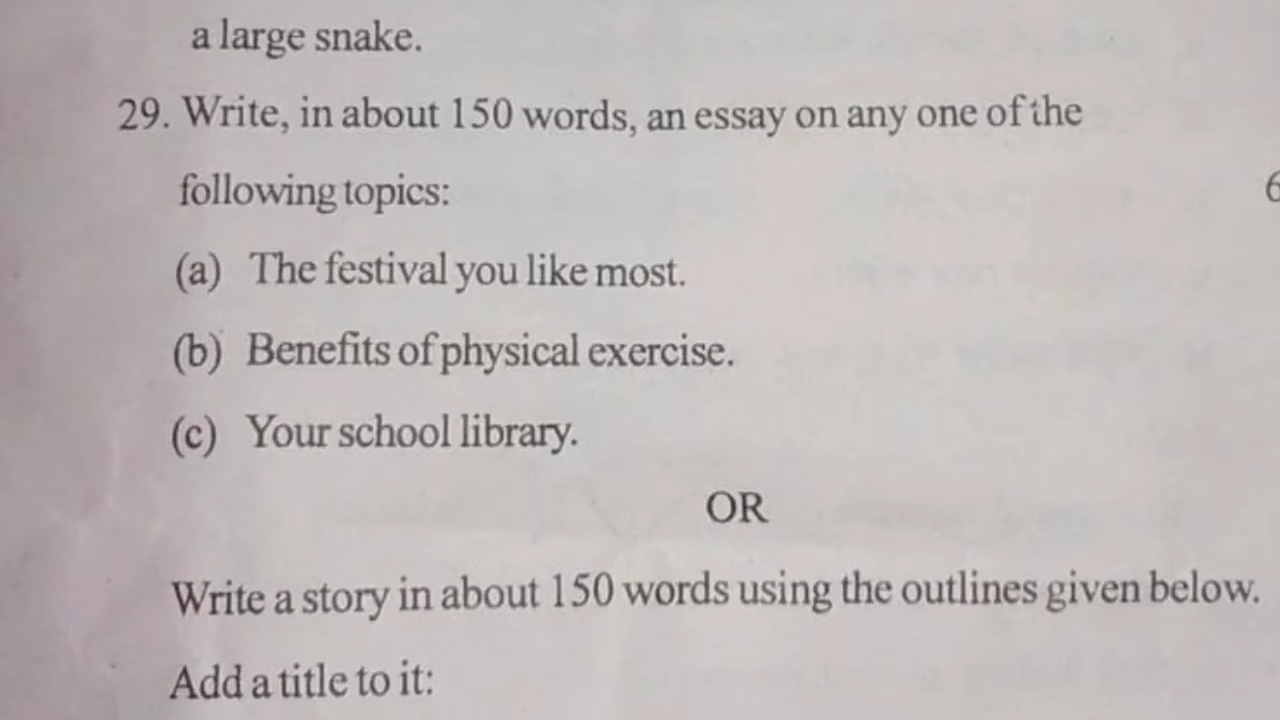 a large snake.
29. Write, in about 150 words, an essay on any one of the
following topics: 6
(a) The festival you like most.
(b) Benefits of physical exercise.
(c) Your school library.
OR
Write a story in about 150 words using the outlines given below.
Add a title to it: